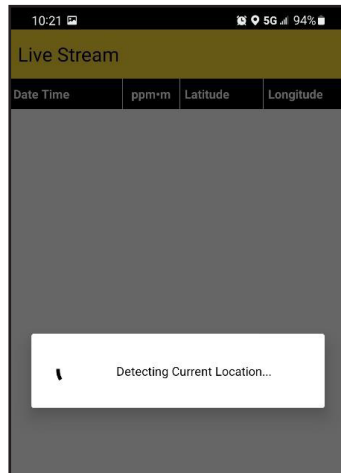 10:21 5G 94%
Live Stream
Date Time ppm•m Latitude Longitude
Detecting Current Location...